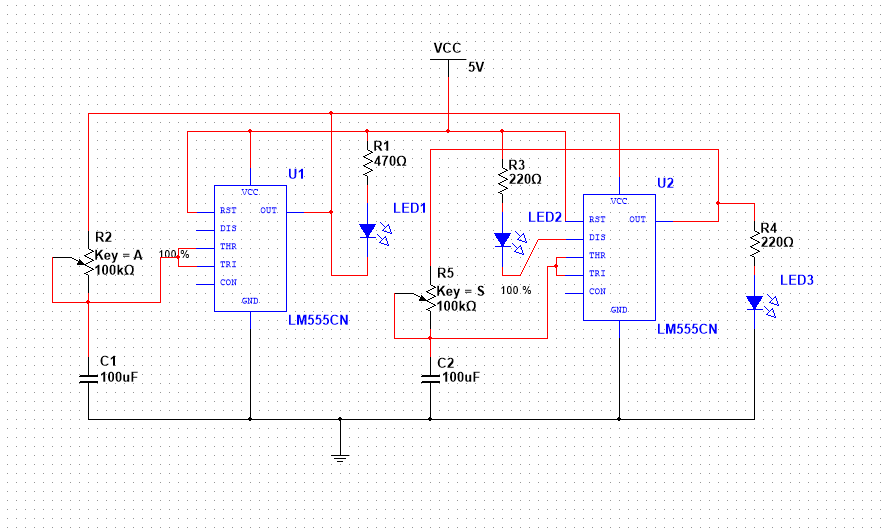 VCC
5V
R1
470Ω
U1
VCC
RST
OUT
DIS
THR
TRI
CON
GND
LM555CN
LED1
R2
Key = A
100kΩ
100 %
C1
100uF
R3
220Ω
LED2
100 %
R5
Key = S
100kΩ
C2
100uF
U2
VCC
RST
OUT
DIS
THR
TRI
CON
GND
LM555CN
R4
220Ω
LED3